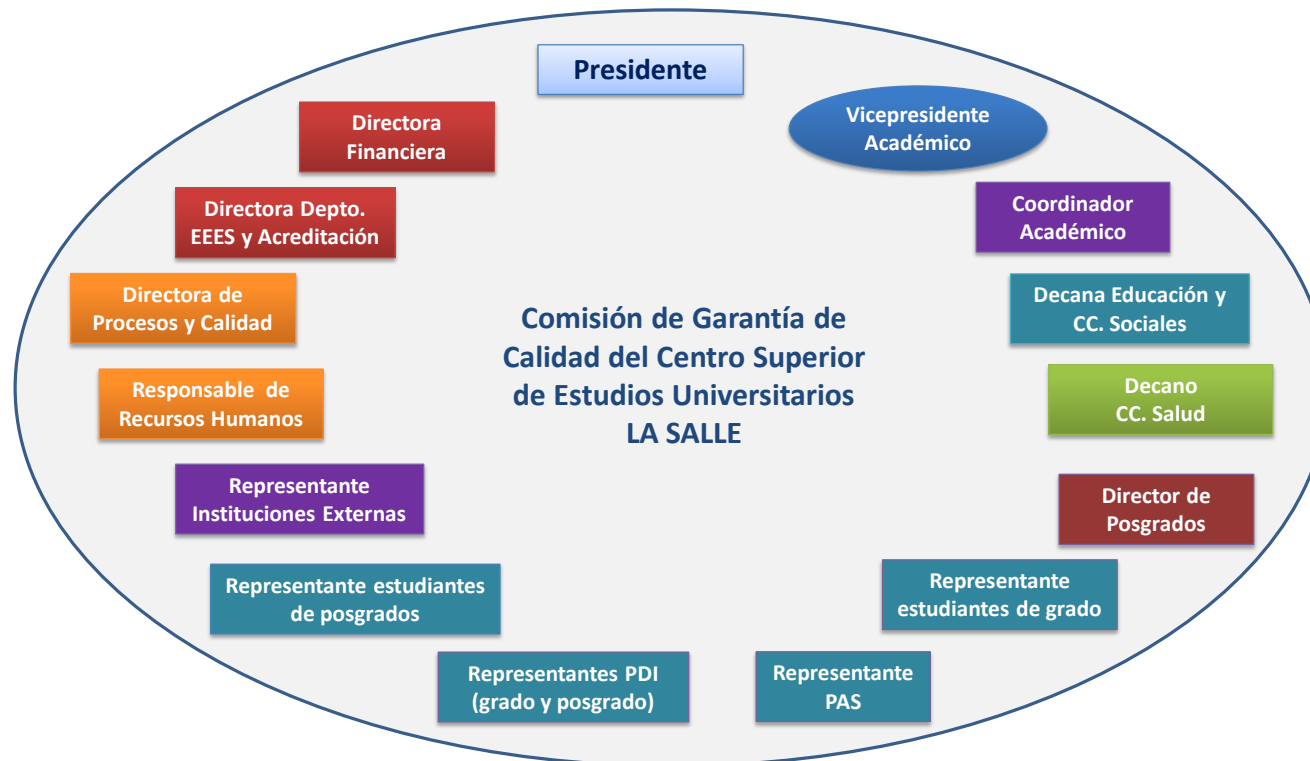 Presidente
Vicepresidente
Académico
Directora
Financiera
Coordinador
Académico
Directora Depto.
EEES y Acreditación
Decana Educación y
CC. Sociales
Directora de
Procesos y Calidad
Comisión de Garantía de
Calidad del Centro Superior
de Estudios Universitarios
LA SALLE
Decano
CC. Salud
Responsable de
Recursos Humanos
Representante
Instituciones Externas
Director de
Posgrados
Representante estudiantes
de posgrados
Representante
estudiantes de grado
Representantes PDI
(grado y posgrado)
Representante
PAS